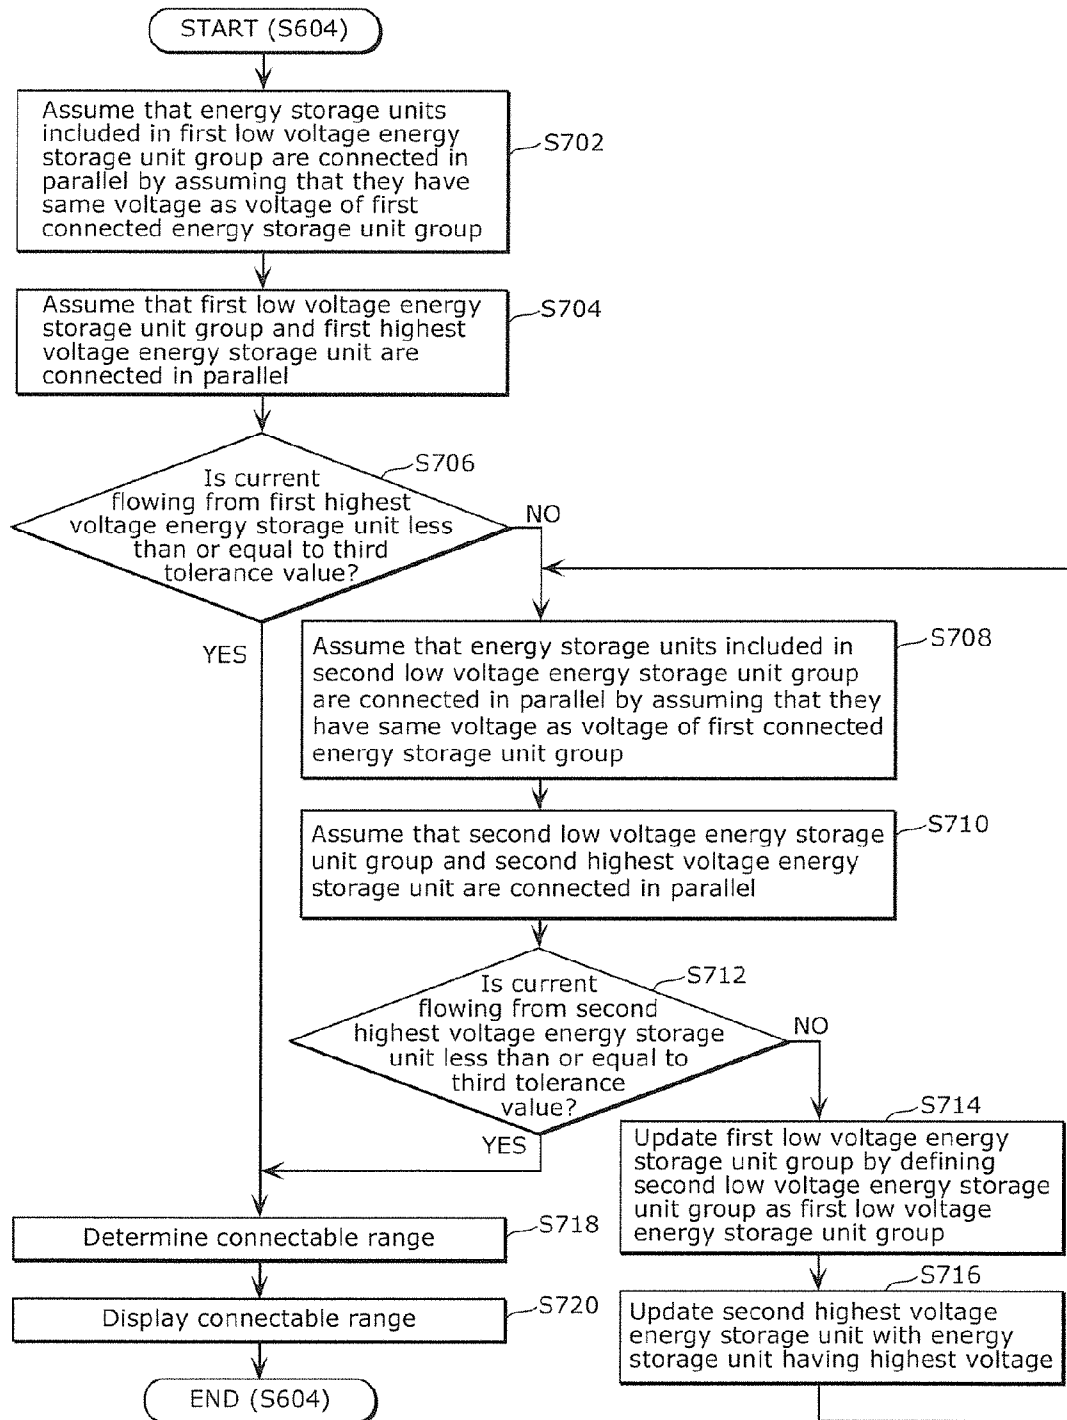 START (S604)
Assume that energy storage units
included in first low voltage energy
storage unit group are connected in
parallel by assuming that they have
same voltage as voltage of first
connected energy storage unit group
S702
Assume that first low voltage energy
storage unit group and first highest
voltage energy storage unit are
connected in parallel
S704
Is current
flowing from first highest
voltage energy storage unit less
than or equal to third
tolerance value?
S706
NO
YES
Assume that energy storage units included in
second low voltage energy storage unit group
are connected in parallel by assuming that they
have same voltage as voltage of first connected
energy storage unit group
S708
Assume that second low voltage energy storage
unit group and second highest voltage energy
storage unit are connected in parallel
S710
Is current
flowing from second
highest voltage energy storage
unit less than or equal to
third tolerance
value?
S712
NO
YES
Update first low voltage energy
storage unit group by defining
second low voltage energy storage
unit group as first low voltage
energy storage unit group
S714
Update second highest voltage
energy storage unit with energy
storage unit having highest voltage
S716
Determine connectable range
S718
Display connectable range
S720
END (S604)